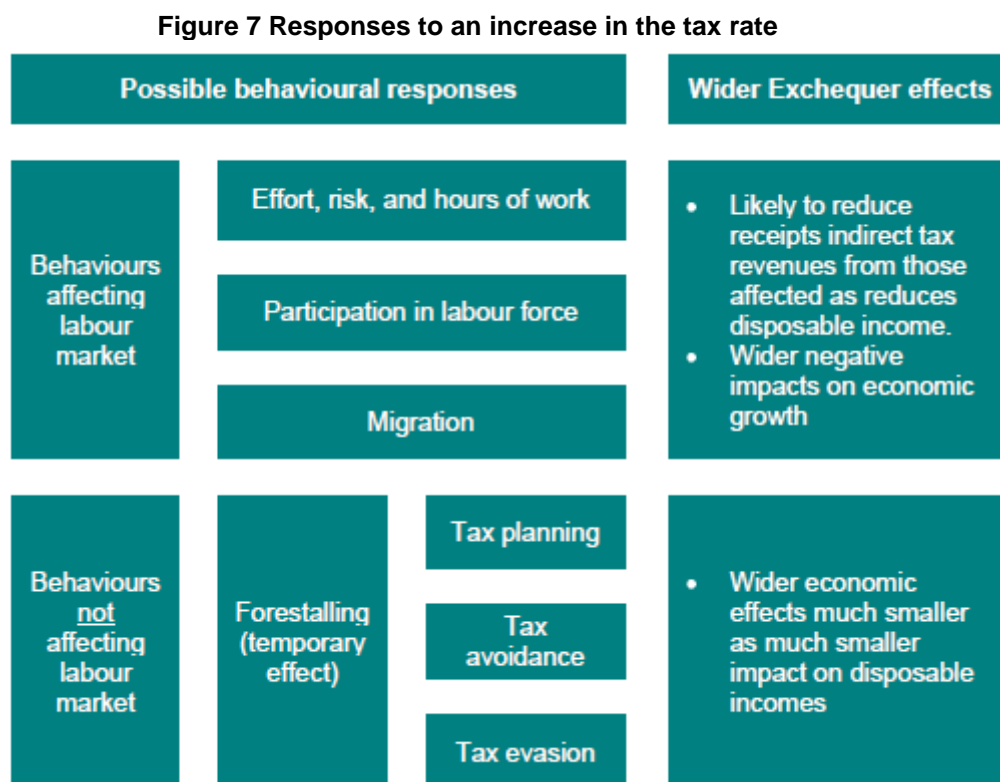 Figure 7 Responses to an increase in the tax rate
Possible behavioural responses
Wider Exchequer effects
Behaviours
affecting
labour
market
Effort, risk, and hours of work
Participation in labour force
Migration
• Likely to reduce
receipts indirect tax
revenues from those
affected as reduces
disposable income.
• Wider negative
impacts on economic
growth
Behaviours
not
affecting
labour
market
Forestalling
(temporary
effect)
Tax planning
Tax
avoidance
Tax evasion
• Wider economic
effects much smaller
as much smaller
impact on disposable
incomes